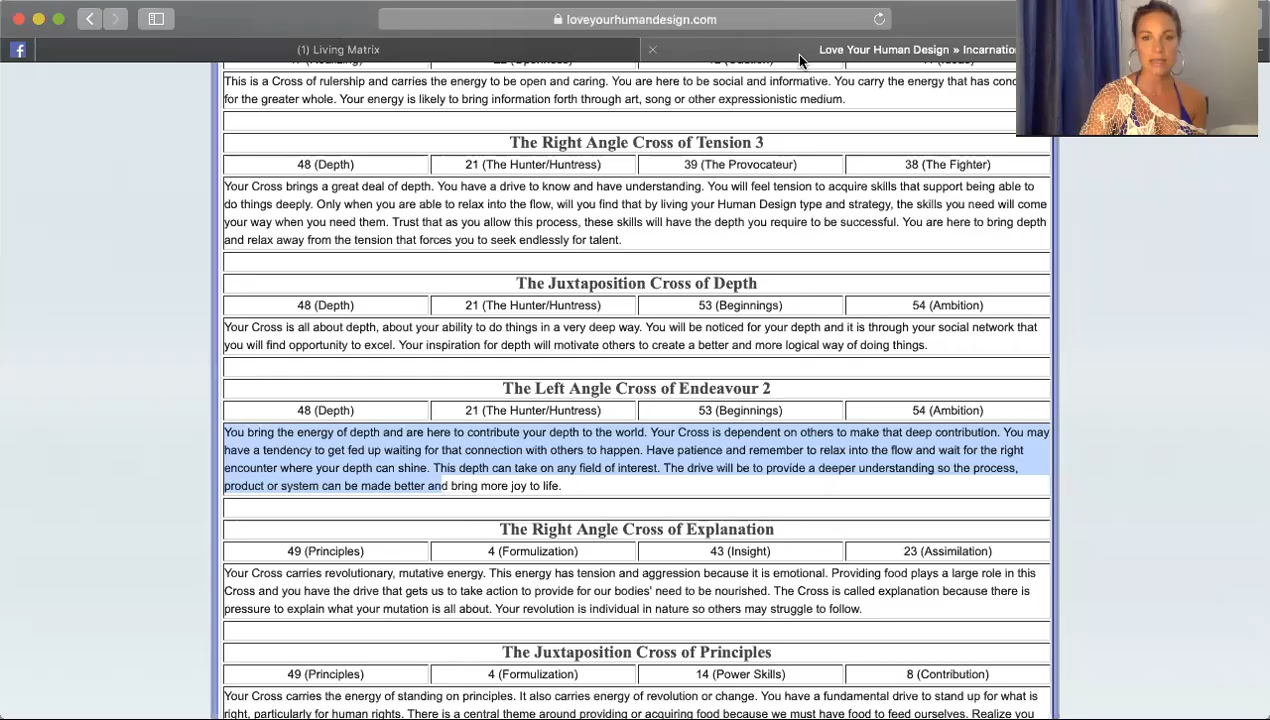 loveyourhumandesign.com
(1) Living Matrix
Love Your Human Design » Incarnatio
This is a Cross of rulership and carries the energy to be open and caring. You are here to be social and informative. You carry the energy that has
for the greater whole. Your energy is likely to bring information forth through art, song or other expressionistic medium.
The Right Angle Cross of Tension 3
48 (Depth) 21 (The Hunter/Huntress) 39 (The Provocateur) 38 (The Fighter)
Your Cross brings a great deal of depth. You have a drive to know and have understanding. You will feel tension to acquire skills that support being able to
do things deeply. Only when you are able to relax into the flow, will you find that by living your Human Design type and strategy, the skills you need will come
your way when you need them. Trust that as you allow this process, these skills will have the depth you require to be successful. You are here to bring depth
and relax away from the tension that forces you to seek endlessly for talent.
The Juxtaposition Cross of Depth
48 (Depth) 21 (The Hunter/Huntress) 53 (Beginnings) 54 (Ambition)
Your Cross is all about depth, about your ability to do things in a very deep way. You will be noticed for your depth and it is through your social network that
you will find opportunity to excel. Your inspiration for depth will motivate others to create a better and more logical way of doing things.
The Left Angle Cross of Endeavour 2
48 (Depth) 21 (The Hunter/Huntress) 53 (Beginnings) 54 (Ambition)
You bring the energy of depth and are here to contribute your depth to the world. Your Cross is dependent on others to make that deep contribution. You may
have a tendency to get fed up waiting for that connection with others to happen. Have patience and remember to relax into the flow and wait for the right
encounter where your depth can shine. This depth can take on any field of interest. The drive will be to provide a deeper understanding so the process,
product or system can be made better and bring more joy to life.
The Right Angle Cross of Explanation
49 (Principles) 4 (Formulization) 43 (Insight) 23 (Assimilation)
Your Cross carries revolutionary, mutative energy. This energy has tension and aggression because it is emotional. Providing food plays a large role in this
Cross and you have the drive that gets us to take action to provide for our bodies' need to be nourished. The Cross is called explanation because there is
pressure to explain what your mutation is all about. Your revolution is individual in nature so others may struggle to follow.
The Juxtaposition Cross of Principles
49 (Principles) 4 (Formulization) 14 (Power Skills) 8 (Contribution)
Your Cross carries the energy of standing on principles. It also carries energy of revolution or change. You have a fundamental drive to stand up for what is
right, particularly for human rights. There is a central theme around providing or acquiring food because we must have food to feed ourselves. Realize you